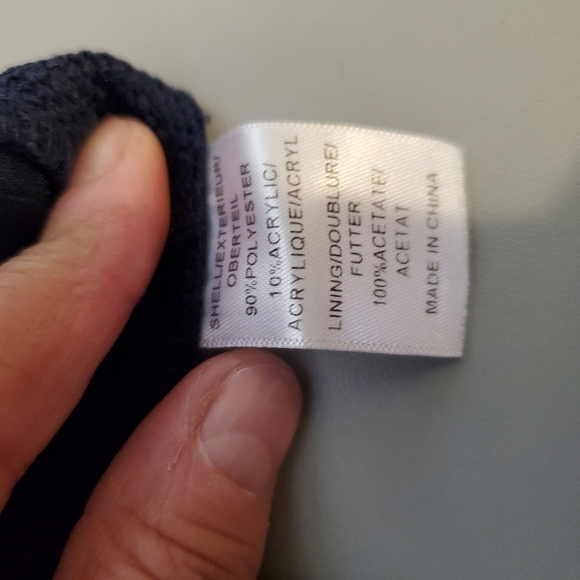 SHELL/EXTERIEUR/
OBERTEIL
90%POLYESTER
10%ACRYLIC/
ACRYLIQUE/ACRYL
LINING/DOUBLURE/
FUTTER
100%ACETATE/
ACETAT
MADE IN CHINA